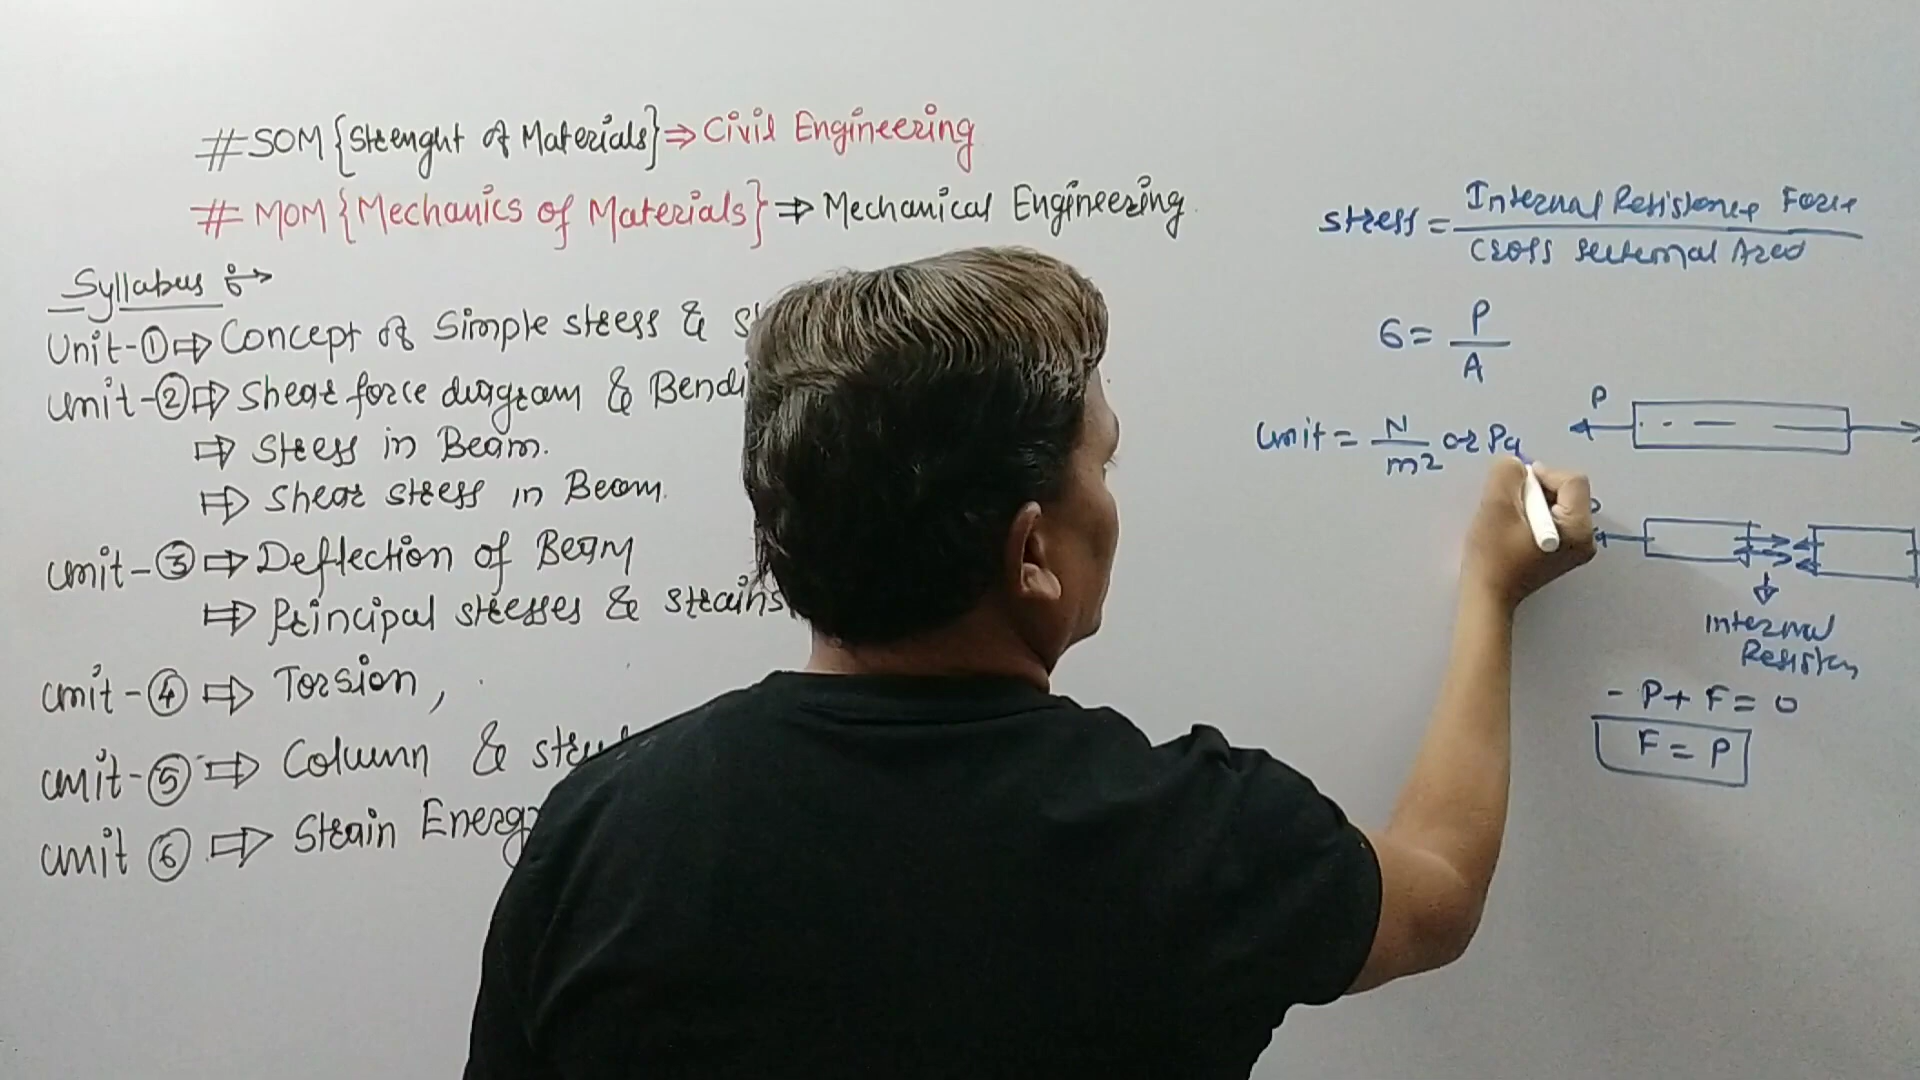 #SOM {Strenght of Materials} ⇒ Civil Engineering
# MOM {Mechanics of Materials} ⇒ Mechanical Engineering
Syllabus :→
Unit-① ⇒ Concept of Simple stress &
Unit-② ⇒ Shear force diagram & Bendi
⇒ Stress in Beam.
⇒ Shear stress in Beam.
Unit-③ ⇒ Deflection of Beam
⇒ Principal stresses & strains
Unit-④ ⇒ Torsion,
Unit-⑤ ⇒ Column &
Unit ⑥ ⇒ Strain Energy
Stress = Internal Resistance Force
Cross sectional Area
σ = P
A
Unit = N or Pa
m2
P
Internal
- P + F = 0
F = P